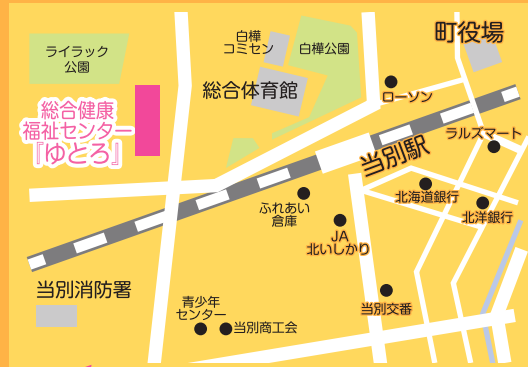 町役場
白樺
コミセン
白樺公園
ライラック
公園
総合体育館
ローソン
総合健康
福祉センター
『ゆとろ』
ラルズマート
当別駅
北海道銀行
北洋銀行
ふれあい
倉庫
JA
北いしかり
当別消防署
青少年
センター
当別商工会
当別交番